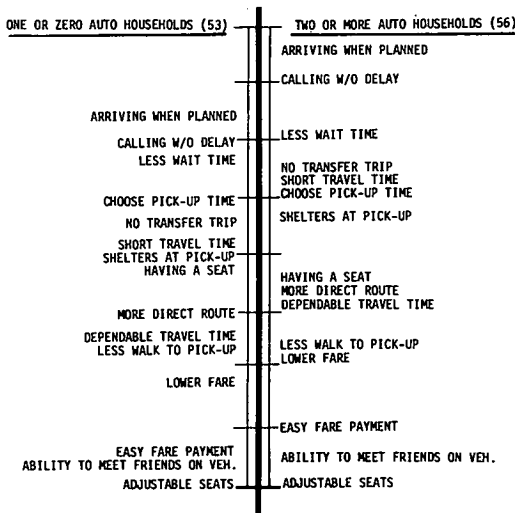 ONE OR ZERO AUTO HOUSEHOLDS (53)
ARRIVING WHEN PLANNED
CALLING W/O DELAY
LESS WAIT TIME
CHOOSE PICK-UP TIME
NO TRANSFER TRIP
SHORT TRAVEL TIME
SHELTERS AT PICK-UP
HAVING A SEAT
MORE DIRECT ROUTE
DEPENDABLE TRAVEL TIME
LESS WALK TO PICK-UP
LOWER FARE
EASY FARE PAYMENT
ABILITY TO MEET FRIENDS ON VEH.
ADJUSTABLE SEATS
TWO OR MORE AUTO HOUSEHOLDS (56)
ARRIVING WHEN PLANNED
CALLING W/O DELAY
LESS WAIT TIME
NO TRANSFER TRIP
SHORT TRAVEL TIME
CHOOSE PICK-UP TIME
SHELTERS AT PICK-UP
HAVING A SEAT
MORE DIRECT ROUTE
DEPENDABLE TRAVEL TIME
LESS WALK TO PICK-UP
LOWER FARE
EASY FARE PAYMENT
ABILITY TO MEET FRIENDS ON VEH.
ADJUSTABLE SEATS